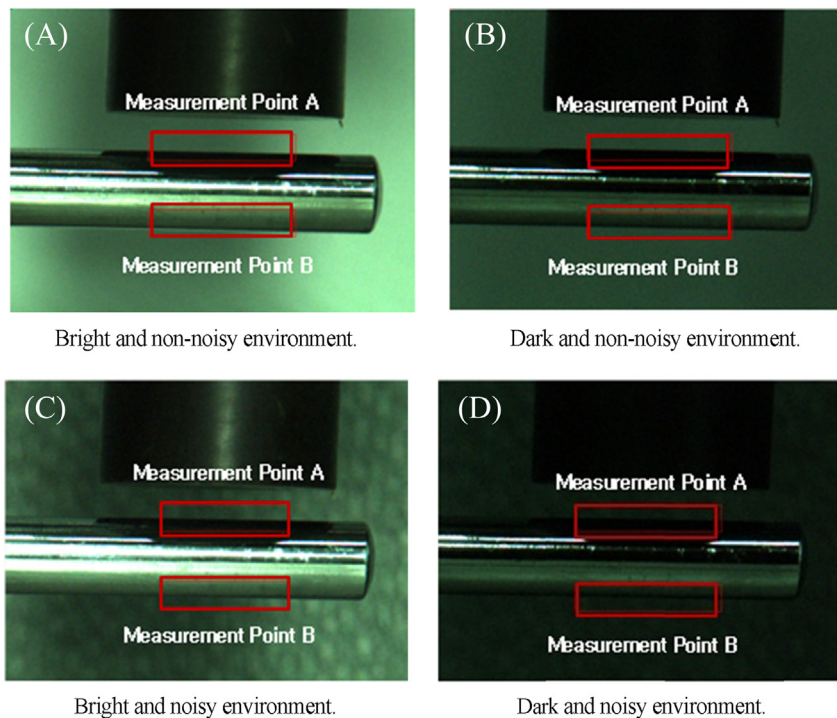 (A)
Measurement Point A
Measurement Point B
Bright and non-noisy environment.
(B)
Measurement Point A
Measurement Point B
Dark and non-noisy environment.
(C)
Measurement Point A
Measurement Point B
Bright and noisy environment.
(D)
Measurement Point A
Measurement Point B
Dark and noisy environment.